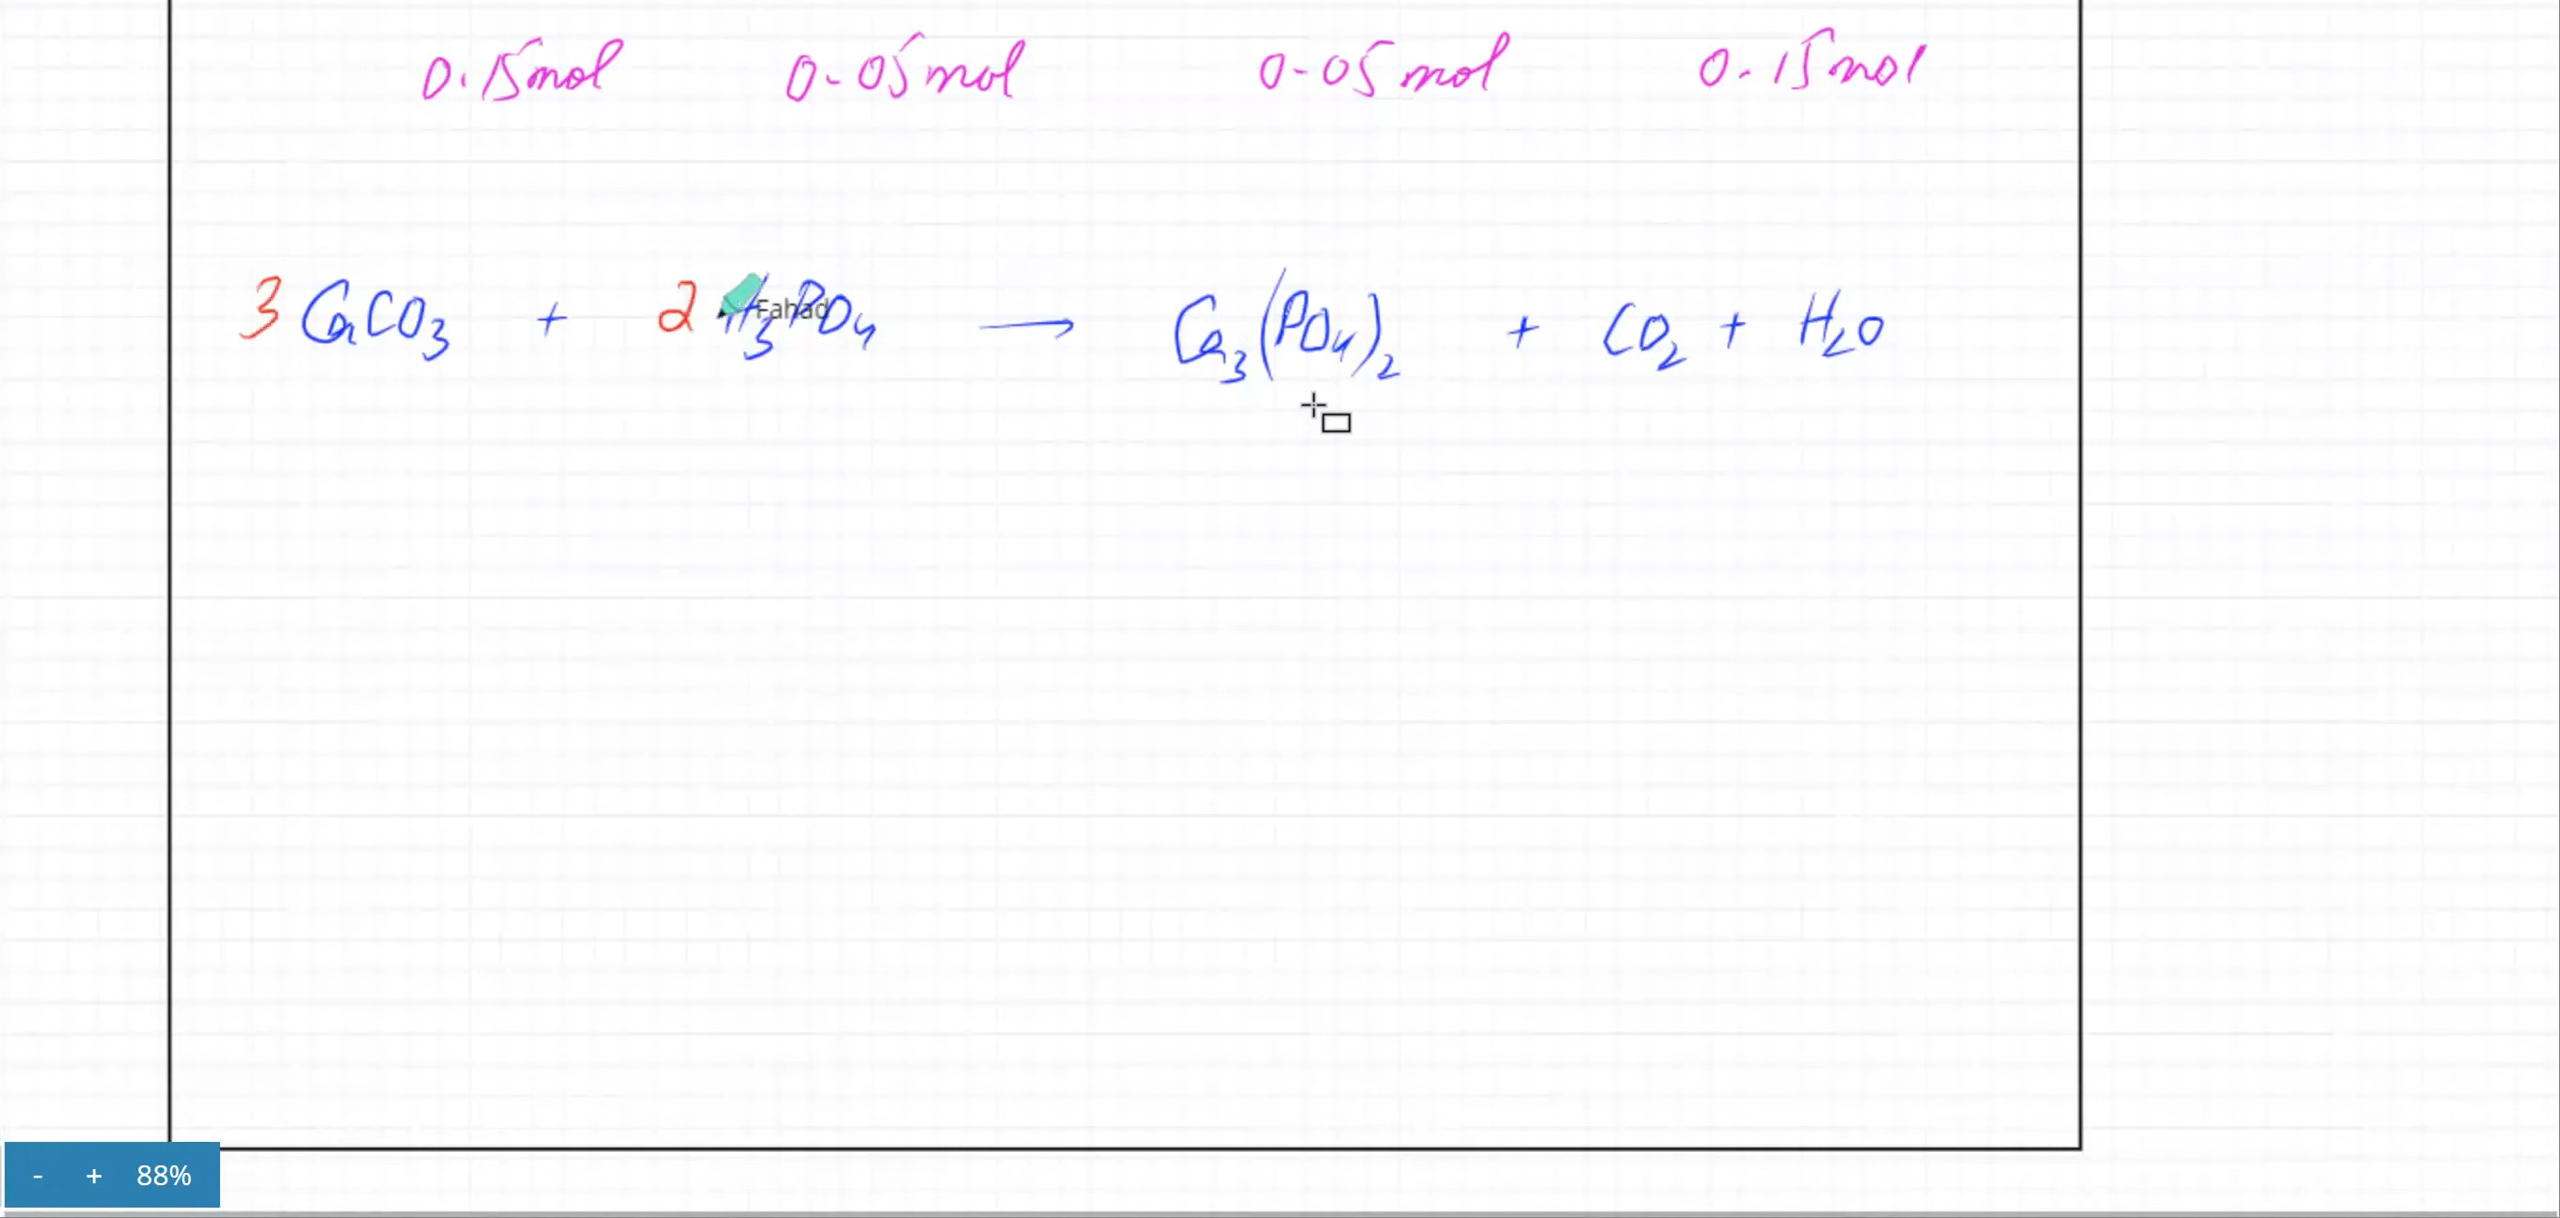 0.15mol 0.05mol 0.05mol 0.15mol
3 CaCO3 + 2 H3PO4 → Ca3(PO4)2 + CO2 + H2O
Fahad
- + 88%